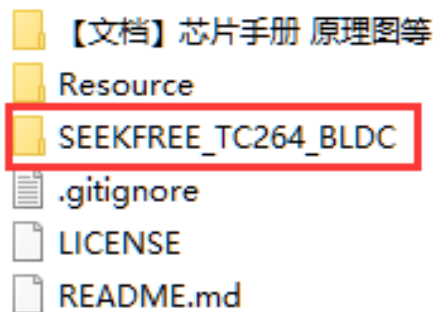 【文档】芯片手册 原理图等
Resource
SEEKFREE_TC264_BLDC
.gitignore
LICENSE
README.md